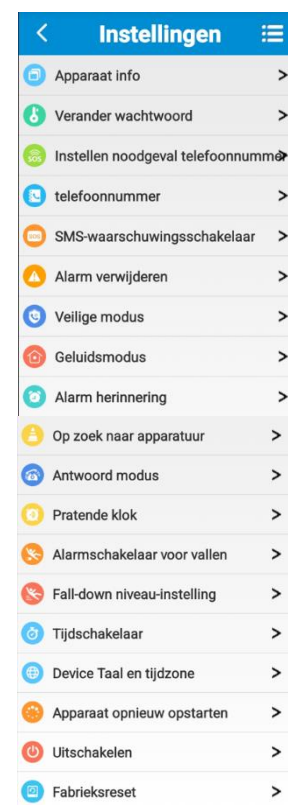 Instellingen
Apparaat info
Verander wachtwoord
SOS Instellen noodgeval telefoonnummer
telefoonnummer
SOS SMS-waarschuwingsschakelaar
Alarm verwijderen
Veilige modus
Geluidsmodus
Alarm herinnering
Op zoek naar apparatuur
Antwoord modus
Pratende klok
Alarmschakelaar voor vallen
Fall-down niveau-instelling
Tijdschakelaar
Device Taal en tijdzone
Apparaat opnieuw opstarten
Uitschakelen
Fabrieksreset